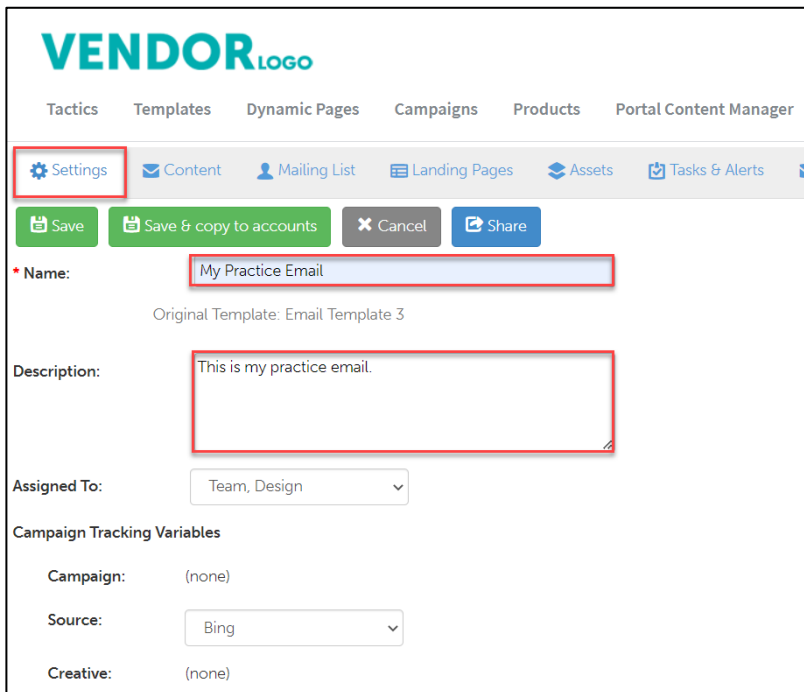 VENDOR LOGO
Tactics Templates Dynamic Pages Campaigns Products Portal Content Manager
Settings Content Mailing List Landing Pages Assets Tasks & Alerts
Save Save & copy to accounts Cancel Share
* Name: My Practice Email
Original Template: Email Template 3
Description: This is my practice email.
Assigned To: Team, Design
Campaign Tracking Variables
Campaign: (none)
Source: Bing
Creative: (none)